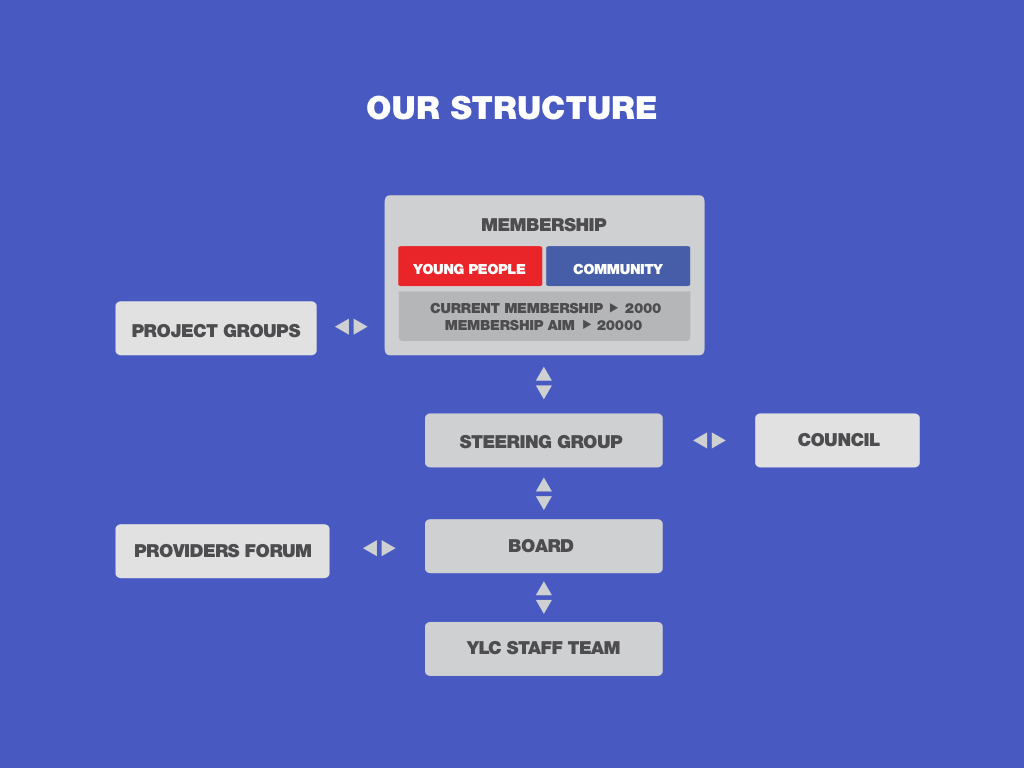 OUR STRUCTURE
MEMBERSHIP
YOUNG PEOPLE
COMMUNITY
CURRENT MEMBERSHIP ▶ 2000
MEMBERSHIP AIM ▶ 20000
PROJECT GROUPS
STEERING GROUP
COUNCIL
PROVIDERS FORUM
BOARD
YLC STAFF TEAM